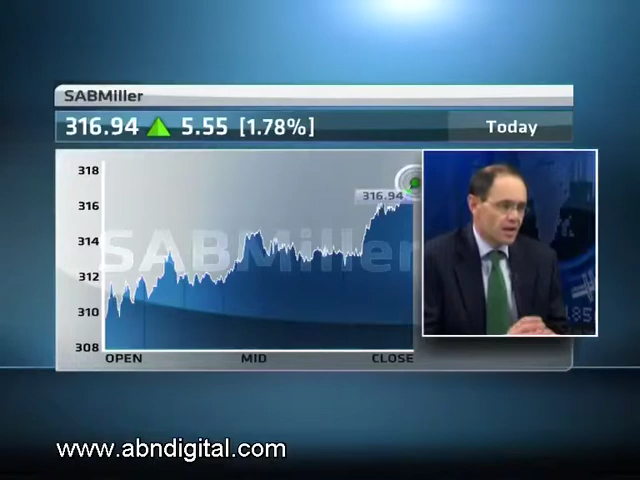 SABMiller
316.94 ▲ 5.55 [1.78%]
Today
318
316
314
312
310
308
316.94
SABMiller
OPEN MID CLOSE
185
www.abndigital.com